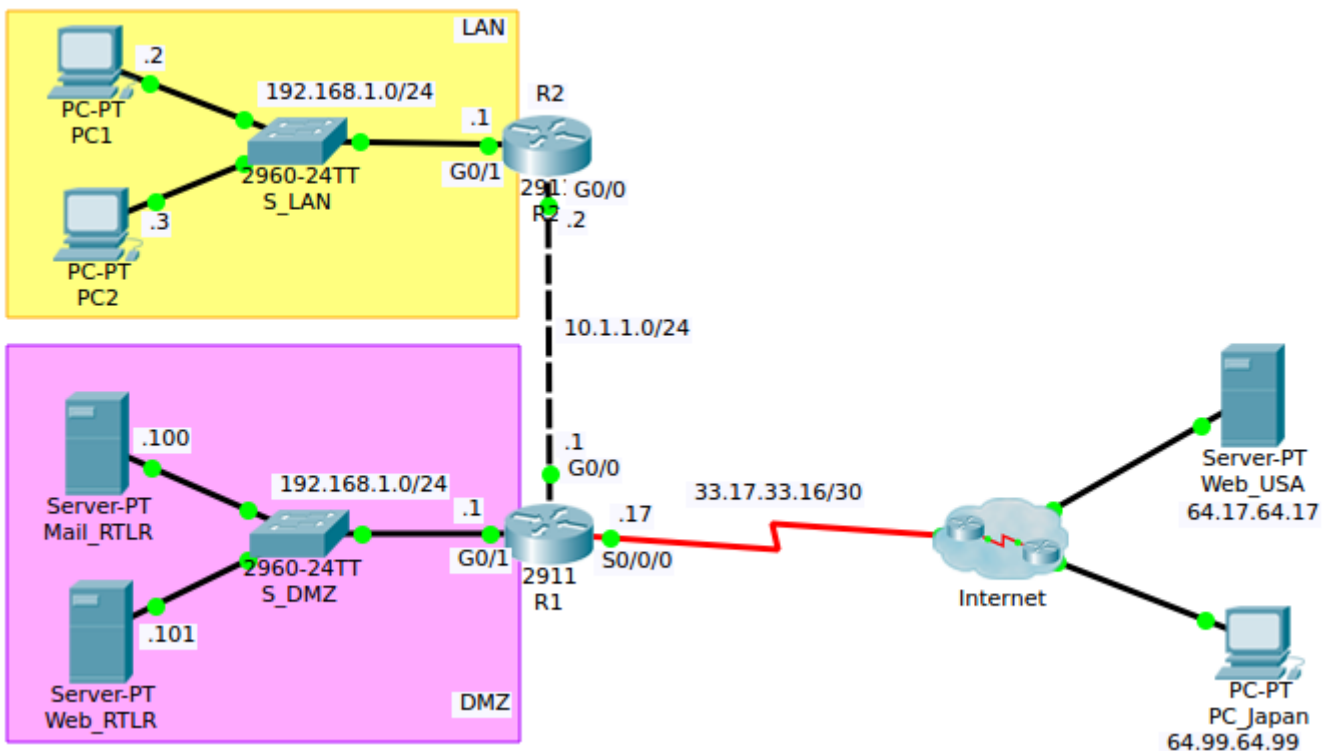 LAN
.2
192.168.1.0/24
R2
.1
PC-PT
PC1
G0/1
2960-24TT
S_LAN
G0/0
R2
.2
.3
PC-PT
PC2
10.1.1.0/24
.1
G0/0
.100
192.168.1.0/24
33.17.33.16/30
Server-PT
Web_USA
64.17.64.17
Server-PT
Mail_RTLR
.1
.17
G0/1
S0/0/0
2960-24TT
S_DMZ
2911
R1
Internet
.101
Server-PT
Web_RTLR
DMZ
PC-PT
PC_Japan
64.99.64.99